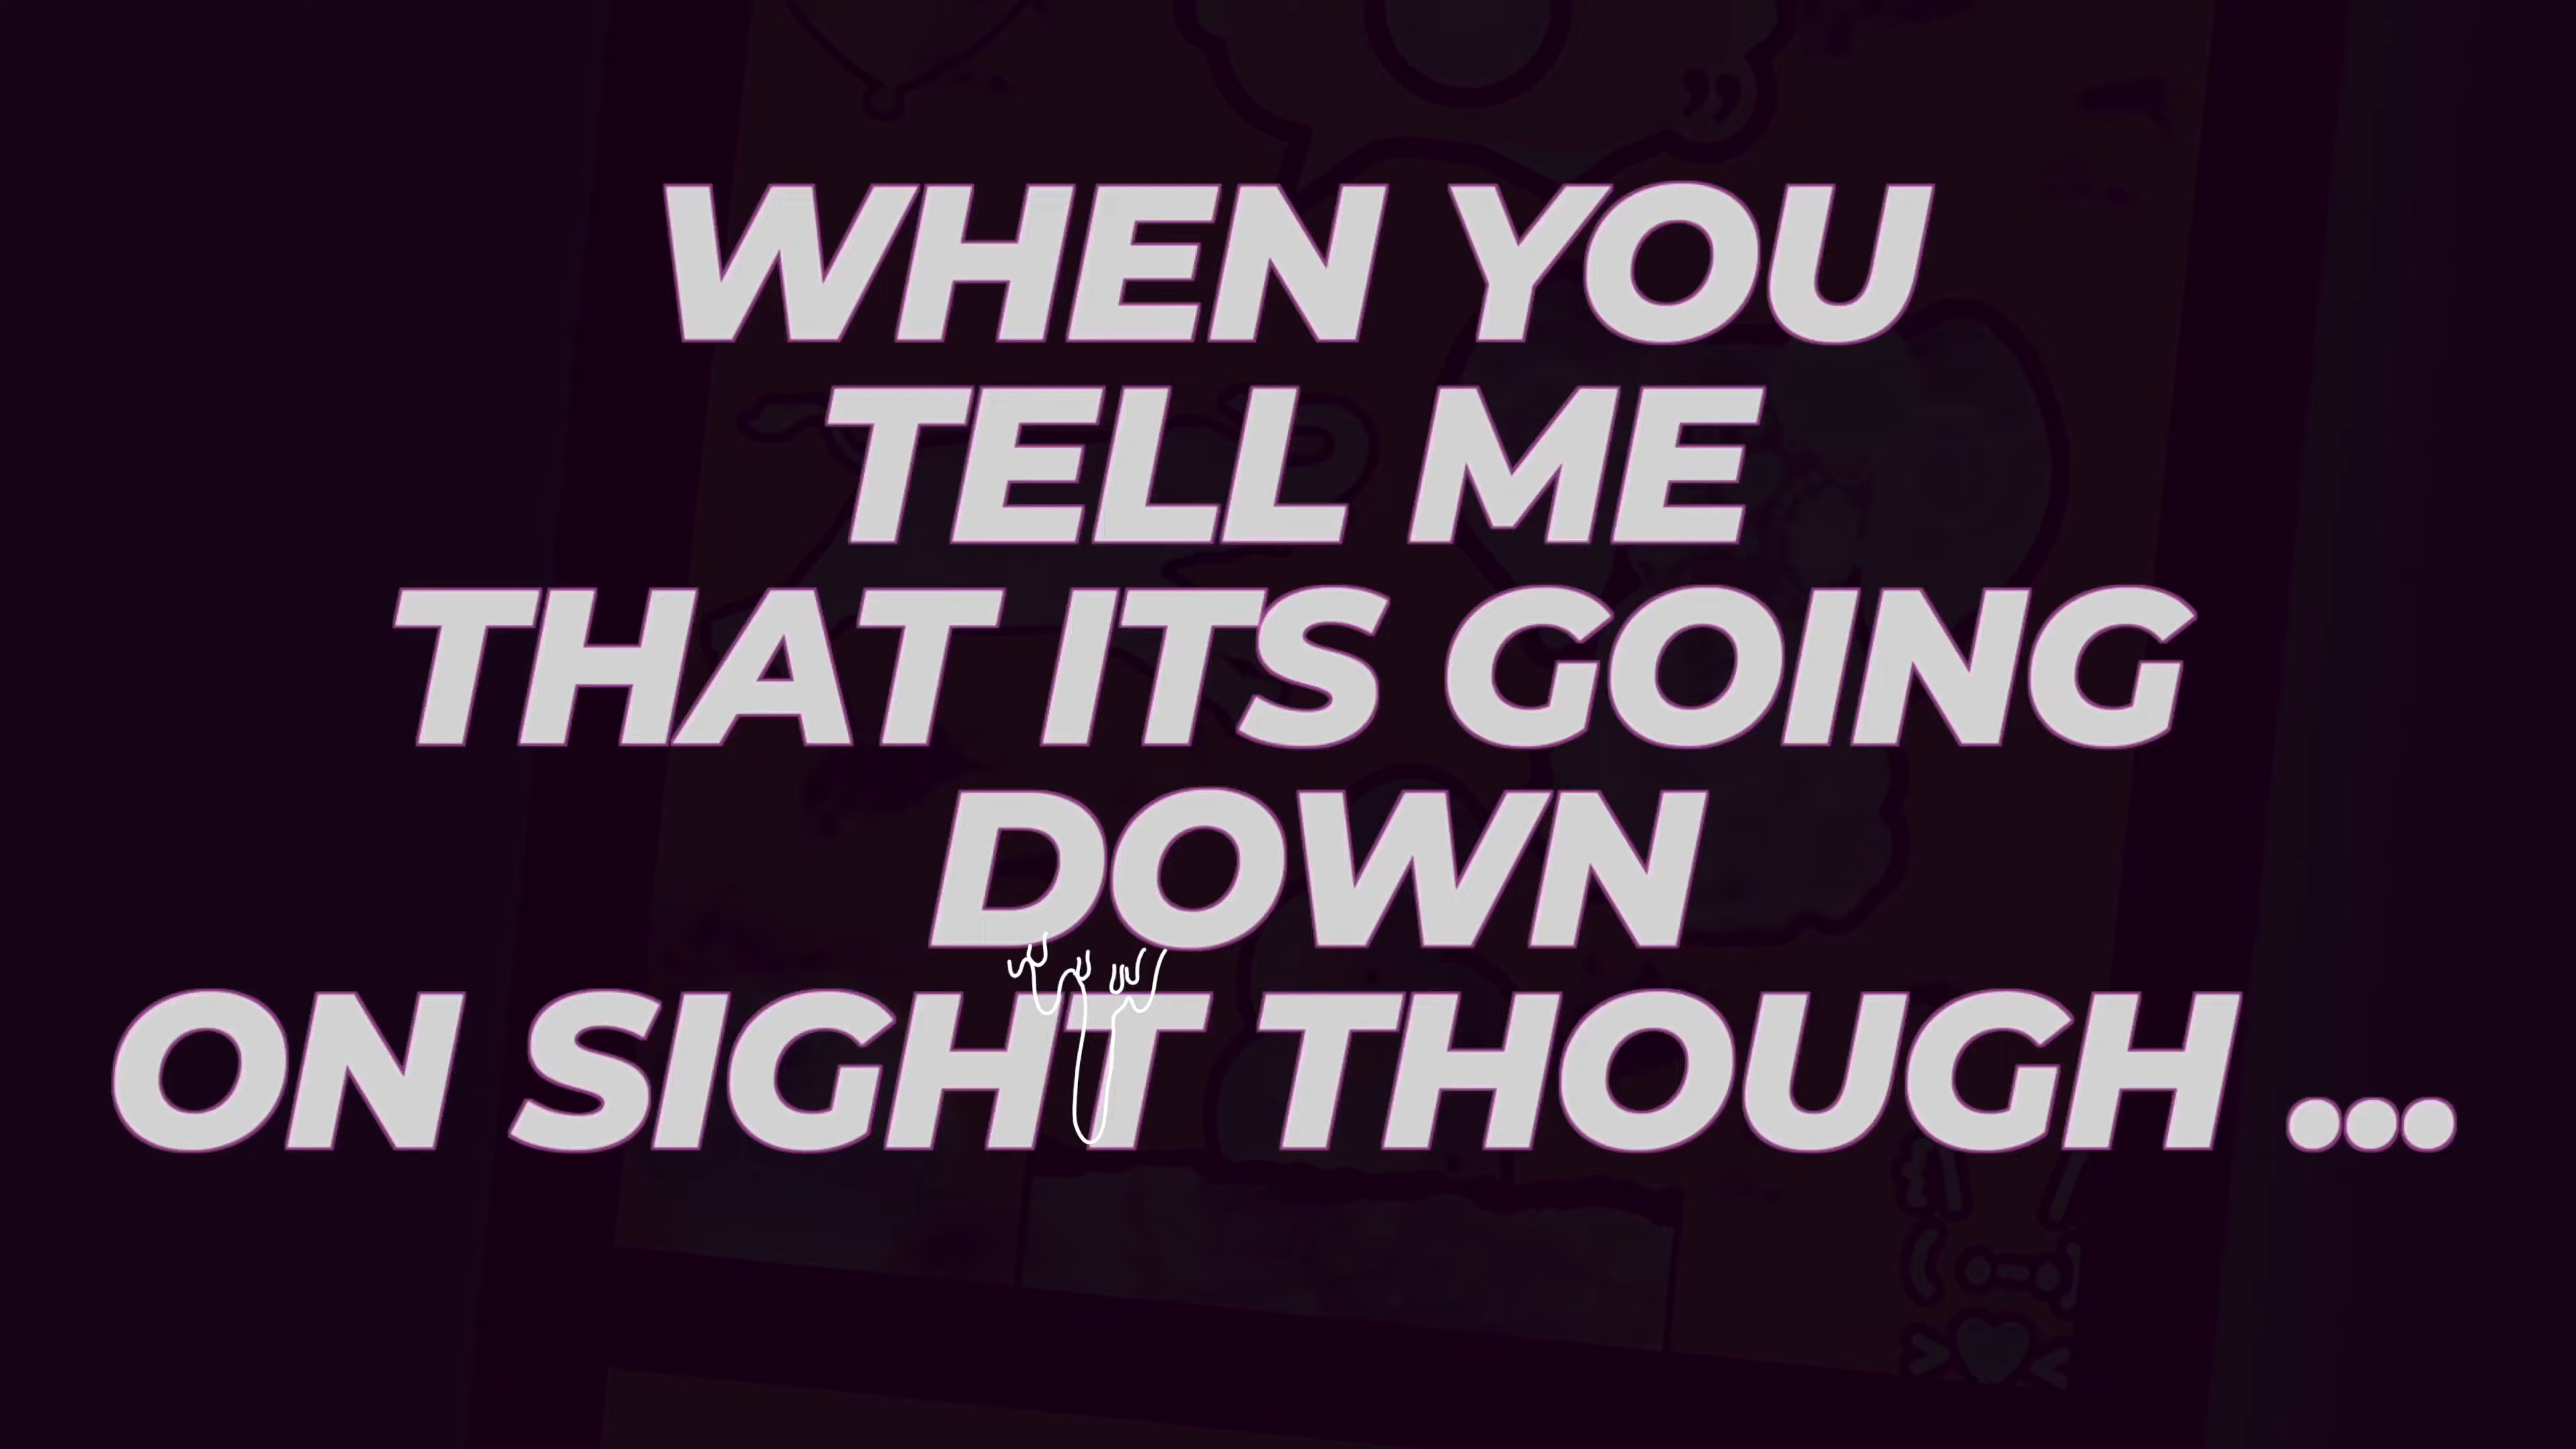 WHEN YOU
TELL ME
THAT ITS GOING
DOWN
ON SIGHT THOUGH ...